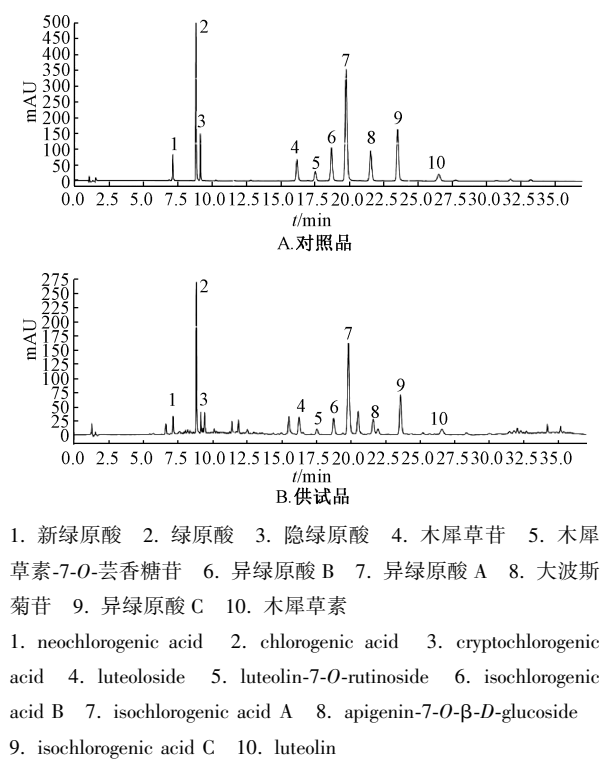 500
450
400
350
300
250
200
150
100
50
0
mAU
1
2
3
4
5
6
7
8
9
10
0.0 2.5 5.0 7.5 10.0 12.5 15.0 17.5 20.0 22.5 25.0 27.5 30.0 32.5 35.0
t/min
A.对照品
275
250
225
200
175
150
125
100
75
50
25
0
mAU
1
2
3
4
5
6
7
8
9
10
0.0 2.5 5.0 7.5 10.0 12.5 15.0 17.5 20.0 22.5 25.0 27.5 30.0 32.5 35.0
t/min
B.供试品
1. 新绿原酸 2. 绿原酸 3. 隐绿原酸 4. 木犀草苷 5. 木犀
草素-7-O-芸香糖苷 6. 异绿原酸 B 7. 异绿原酸 A 8. 大波斯
菊苷 9. 异绿原酸 C 10. 木犀草素
1. neochlorogenic acid 2. chlorogenic acid 3. cryptochlorogenic
acid 4. luteoloside 5. luteolin-7-O-rutinoside 6. isochlorogenic
acid B 7. isochlorogenic acid A 8. apigenin-7-O-β-D-glucoside
9. isochlorogenic acid C 10. luteolin